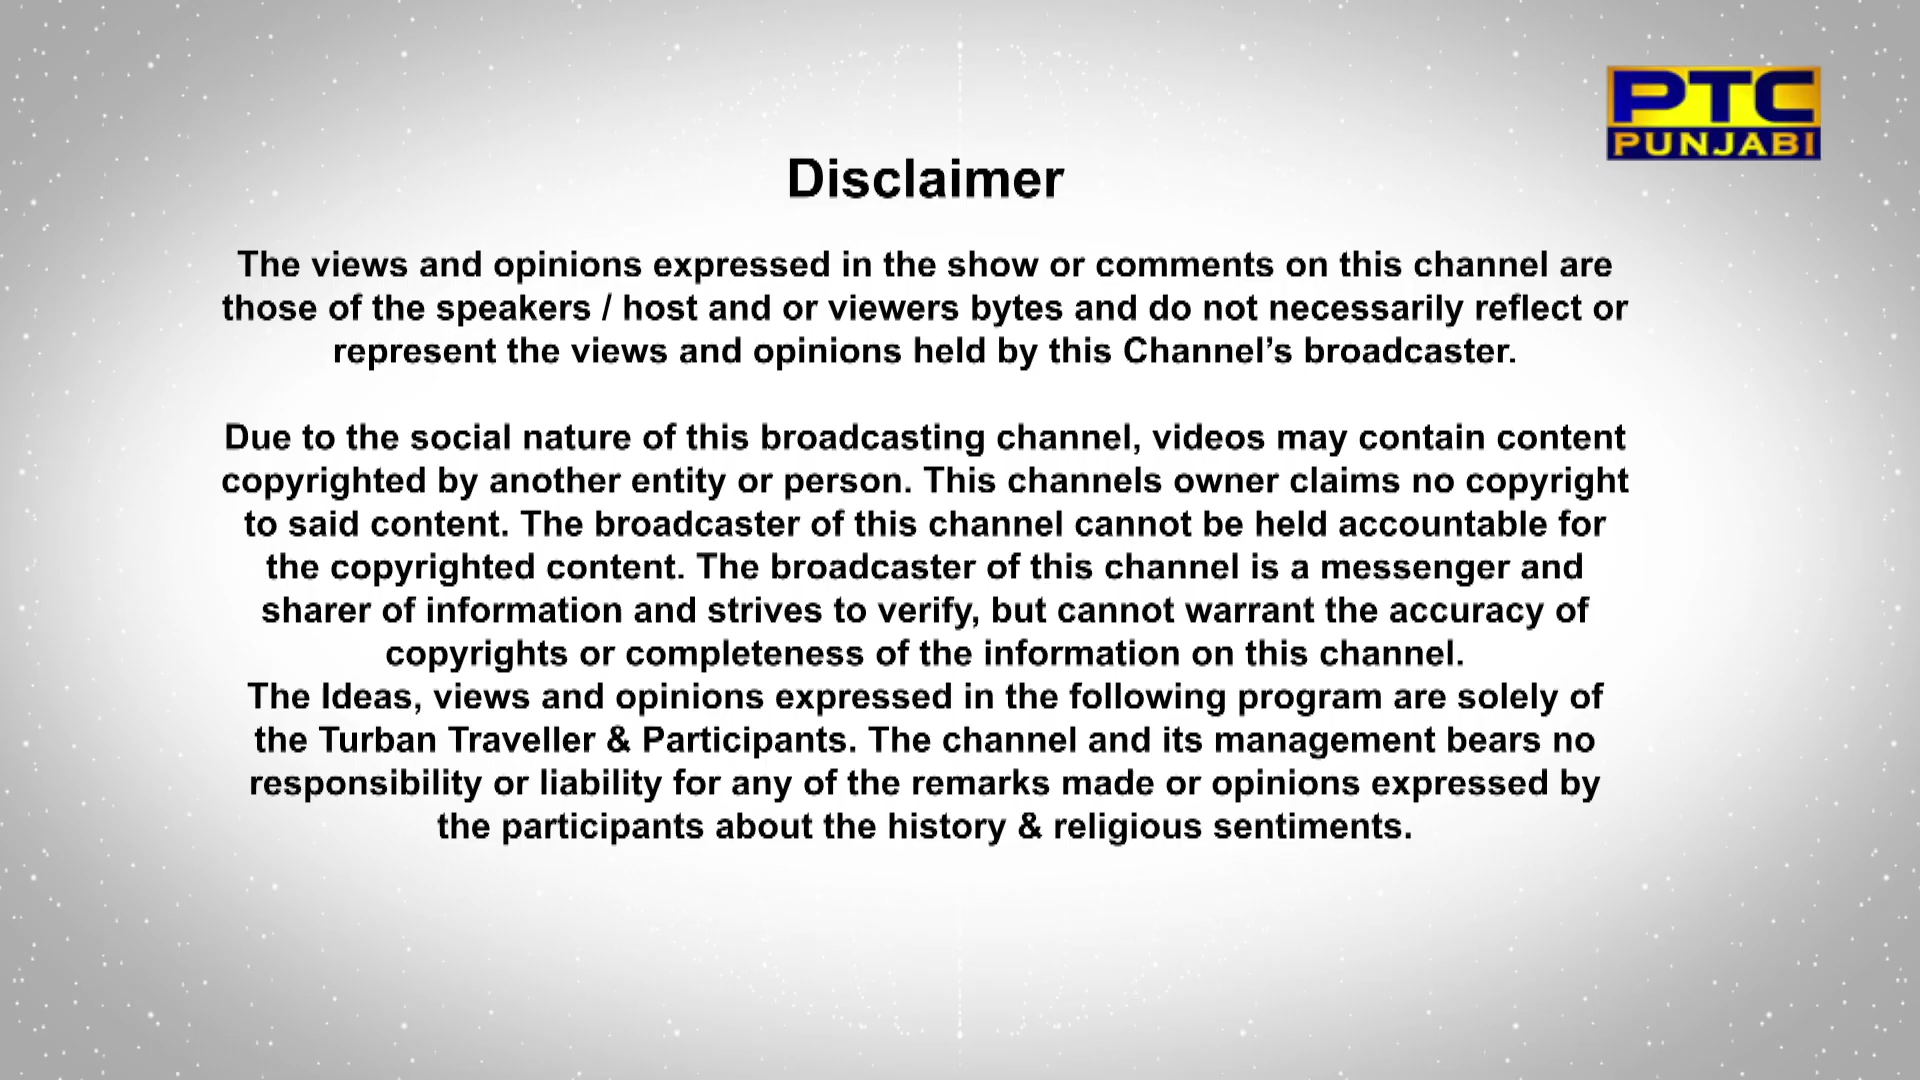 PTC
PUNJABI
Disclaimer
The views and opinions expressed in the show or comments on this channel are
those of the speakers / host and or viewers bytes and do not necessarily reflect or
represent the views and opinions held by this Channel’s broadcaster.
Due to the social nature of this broadcasting channel, videos may contain content
copyrighted by another entity or person. This channels owner claims no copyright
to said content. The broadcaster of this channel cannot be held accountable for
the copyrighted content. The broadcaster of this channel is a messenger and
sharer of information and strives to verify, but cannot warrant the accuracy of
copyrights or completeness of the information on this channel.
The Ideas, views and opinions expressed in the following program are solely of
the Turban Traveller & Participants. The channel and its management bears no
responsibility or liability for any of the remarks made or opinions expressed by
the participants about the history & religious sentiments.